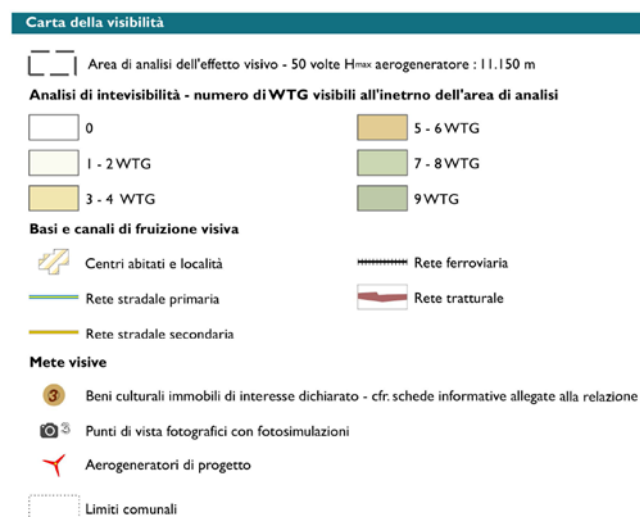 Carta della visibilità
Area di analisi dell'effetto visivo - 50 volte Hmax aerogeneratore : 11.150 m
Analisi di intevisibilità - numero di WTG visibili all'inetrno dell'area di analisi
0
5 - 6 WTG
1 - 2 WTG
7 - 8 WTG
3 - 4 WTG
9 WTG
Basi e canali di fruizione visiva
Centri abitati e località
Rete ferroviaria
Rete stradale primaria
Rete tratturale
Rete stradale secondaria
Mete visive
3 Beni culturali immobili di interesse dichiarato - cfr. schede informative allegate alla relazione
3 Punti di vista fotografici con fotosimulazioni
Aerogeneratori di progetto
Limiti comunali